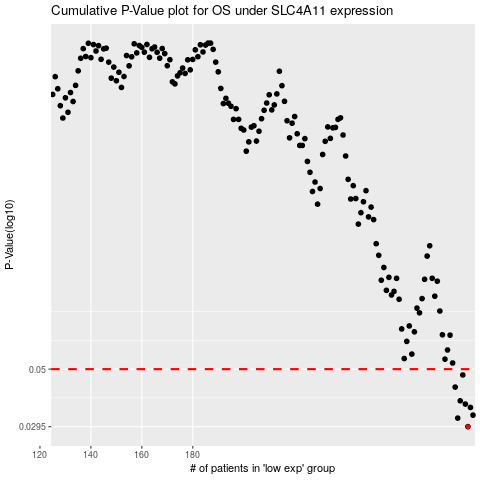 Cumulative P-Value plot for OS under SLC4A11 expression
P-Value(log10)
0.05
0.0295
120 140 160 180
# of patients in 'low exp' group